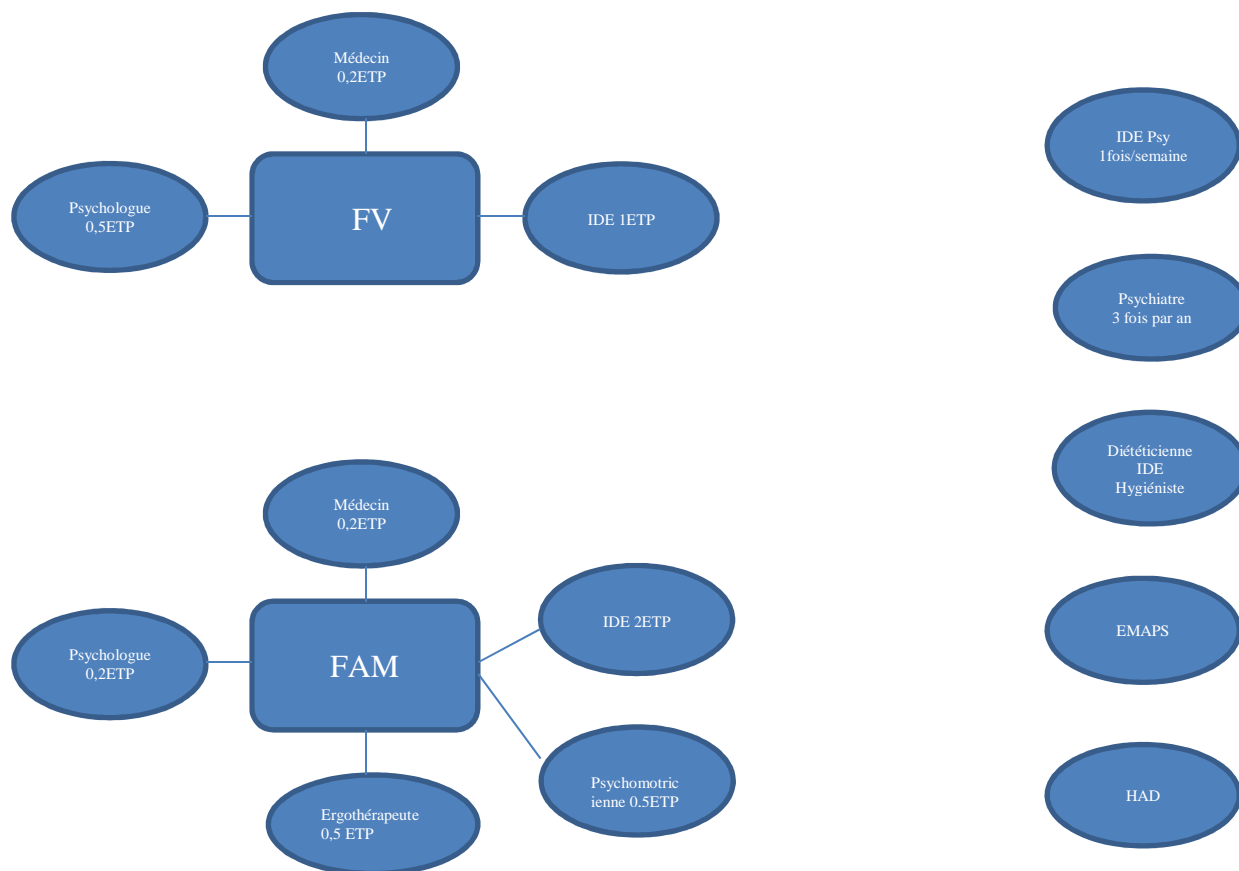 Médecin
0,2ETP
Psychologue
0,5ETP
FV
IDE 1ETP
Médecin
0,2ETP
Psychologue
0,2ETP
FAM
IDE 2ETP
Psychomotric
ienne 0.5ETP
Ergothérapeute
0,5 ETP
IDE Psy
1fois/semaine
Psychiatre
3 fois par an
Diététicienne
IDE
Hygiéniste
EMAPS
HAD